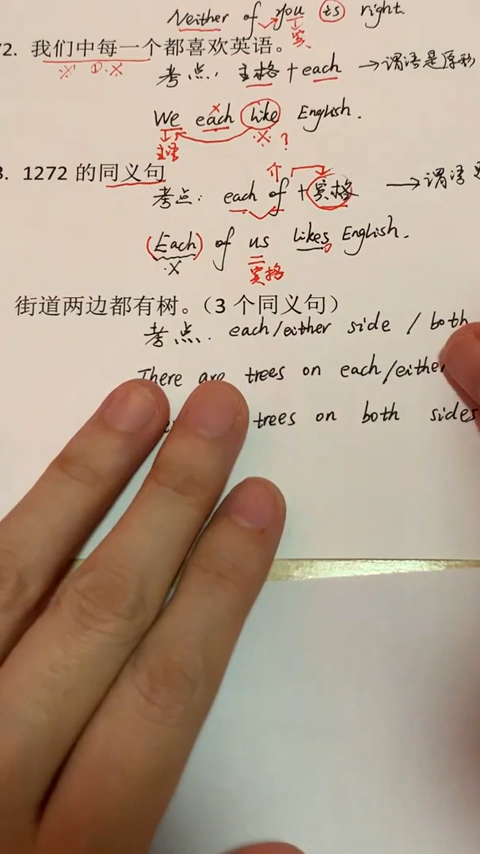 Neither of you is right.
宾
2. 我们中每一个都喜欢英语。
考点: 主格+each →谓语是原形
We each like English.
主语 ?
3. 1272 的同义句
介
考点: each of +宾格 →谓语
(Each) of us likes English.
宾格
街道两边都有树。(3个同义句)
考点: each/either side / both
There are trees on each/either
trees on both sides